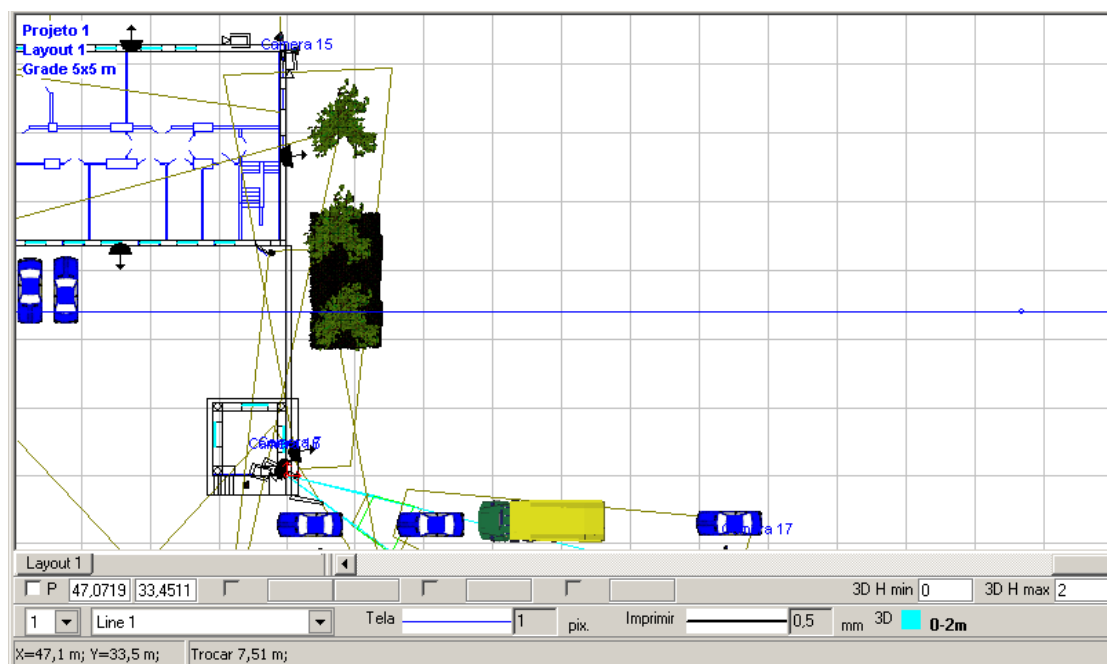 Projeto 1
Layout 1
Grade 5x5 m
Camera 15
Camera 7
Camera 17
Layout 1
P 47,0719 33,4511 3D H min 0 3D H max 2
1 Line 1 Tela 1 pix. Imprimir 0,5 mm 3D 0-2m
X=47,1 m; Y=33,5 m; Trocar 7,51 m;